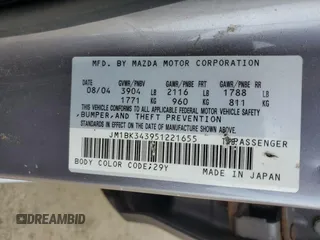 MFD. BY MAZDA MOTOR CORPORATION
GVWR/PNBV GAWR/PNBE FRT GAWR/PNBE RR
08/04 3904 LB 2116 LB 1788 LB
1771 KG 960 KG 811 KG
THIS VEHICLE CONFORMS TO ALL APPLICABLE FEDERAL MOTOR VEHICLE SAFETY,
BUMPER, AND THEFT PREVENTION
STANDARDS IN EFFECT ON THE DATE OF MANUFACTURE SHOWN ABOVE.
JM1BK343951221655 PASSENGER
BODY COLOR CODE:29Y
MADE IN JAPAN